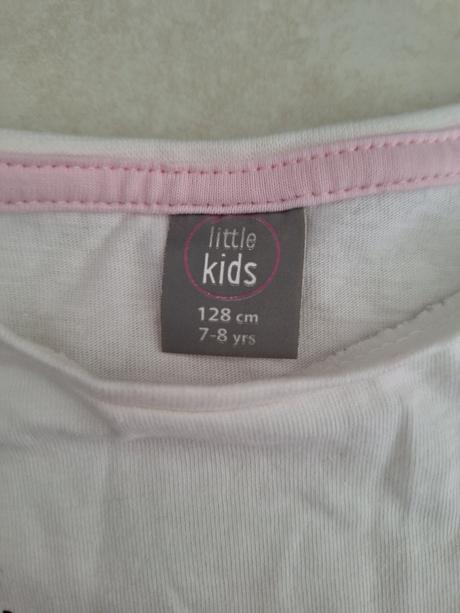 little
kids
128 cm
7-8 yrs